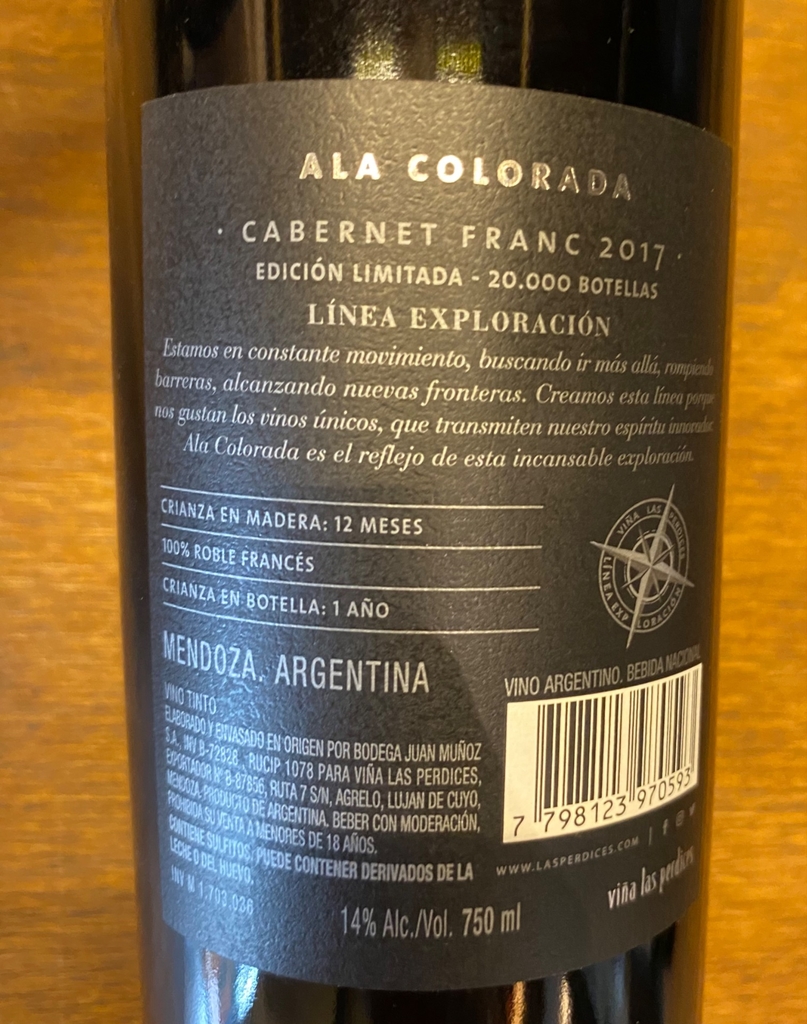 ALA COLORADA
· CABERNET FRANC 2017 ·
EDICIÓN LIMITADA - 20.000 BOTELLAS
LÍNEA EXPLORACIÓN
Estamos en constante movimiento, buscando ir más allá, rompiendo
barreras, alcanzando nuevas fronteras. Creamos esta línea porque
nos gustan los vinos únicos, que transmiten nuestro espíritu innovador.
Ala Colorada es el reflejo de esta incansable exploración.
CRIANZA EN MADERA: 12 MESES
100% ROBLE FRANCÉS
CRIANZA EN BOTELLA: 1 AÑO
VIÑA LAS PERDICES
LÍNEA EXPLORACIÓN
MENDOZA. ARGENTINA
VINO TINTO
ELABORADO Y ENVASADO EN ORIGEN POR BODEGA JUAN MUÑOZ
S.A., INV B-72828 - RUCIP 1078 PARA VIÑA LAS PERDICES,
EXPORTADOR Nº B-87856, RUTA 7 S/N, AGRELO, LUJAN DE CUYO,
MENDOZA. PRODUCTO DE ARGENTINA. BEBER CON MODERACIÓN,
PROHIBIDA SU VENTA A MENORES DE 18 AÑOS.
CONTIENE SULFITOS. PUEDE CONTENER DERIVADOS DE LA
LECHE O DEL HUEVO.
INV M 1.703.036
14% Alc./Vol. 750 ml
VINO ARGENTINO. BEBIDA NACIONAL
7 798123 970593
WWW.LASPERDICES.COM
viña las perdices